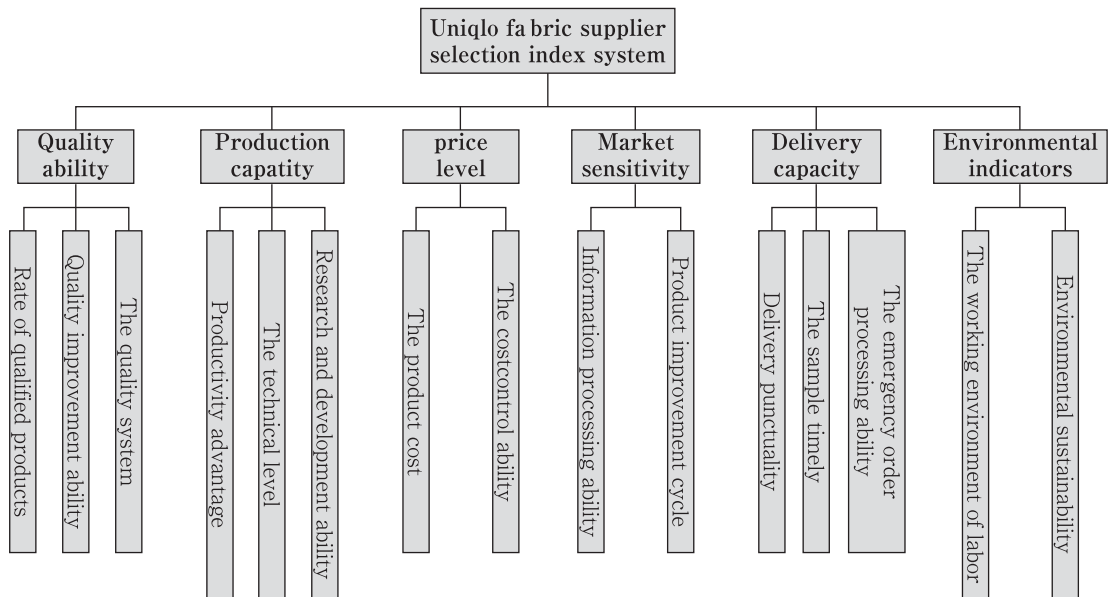 Uniqlo fabric supplier
selection index system
Quality
ability
Production
capatity
price
level
Market
sensitivity
Delivery
capacity
Environmental
indicators
Rate of qualified products
Quality improvement ability
The quality system
Productivity advantage
The technical level
Research and development ability
The product cost
The costcontrol ability
Information processing ability
Product improvement cycle
Delivery punctuality
The sample timely
The emergency order
processing ability
The working environment of labor
Environmental sustainability